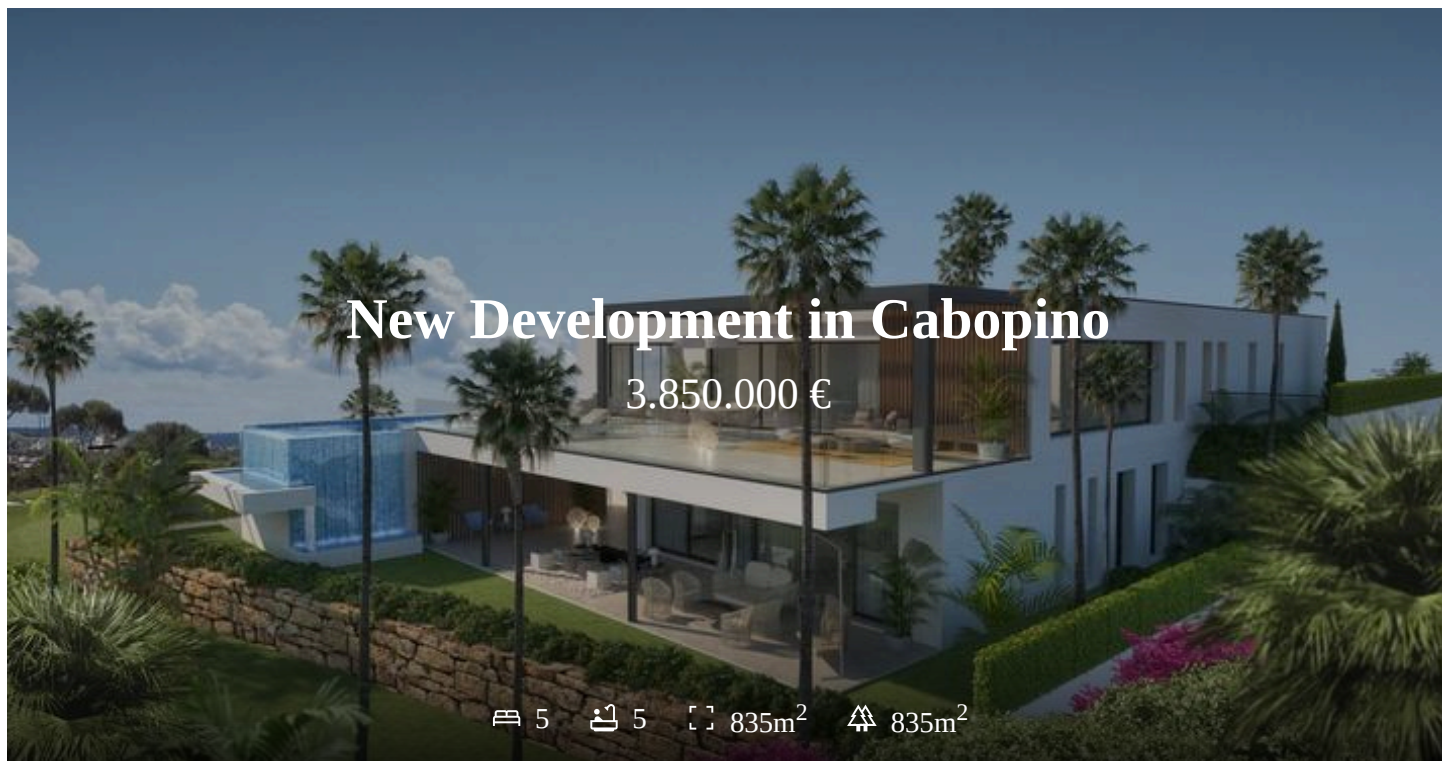 New Development in Cabopino
3.850.000 €
5 5 835m² 835m²